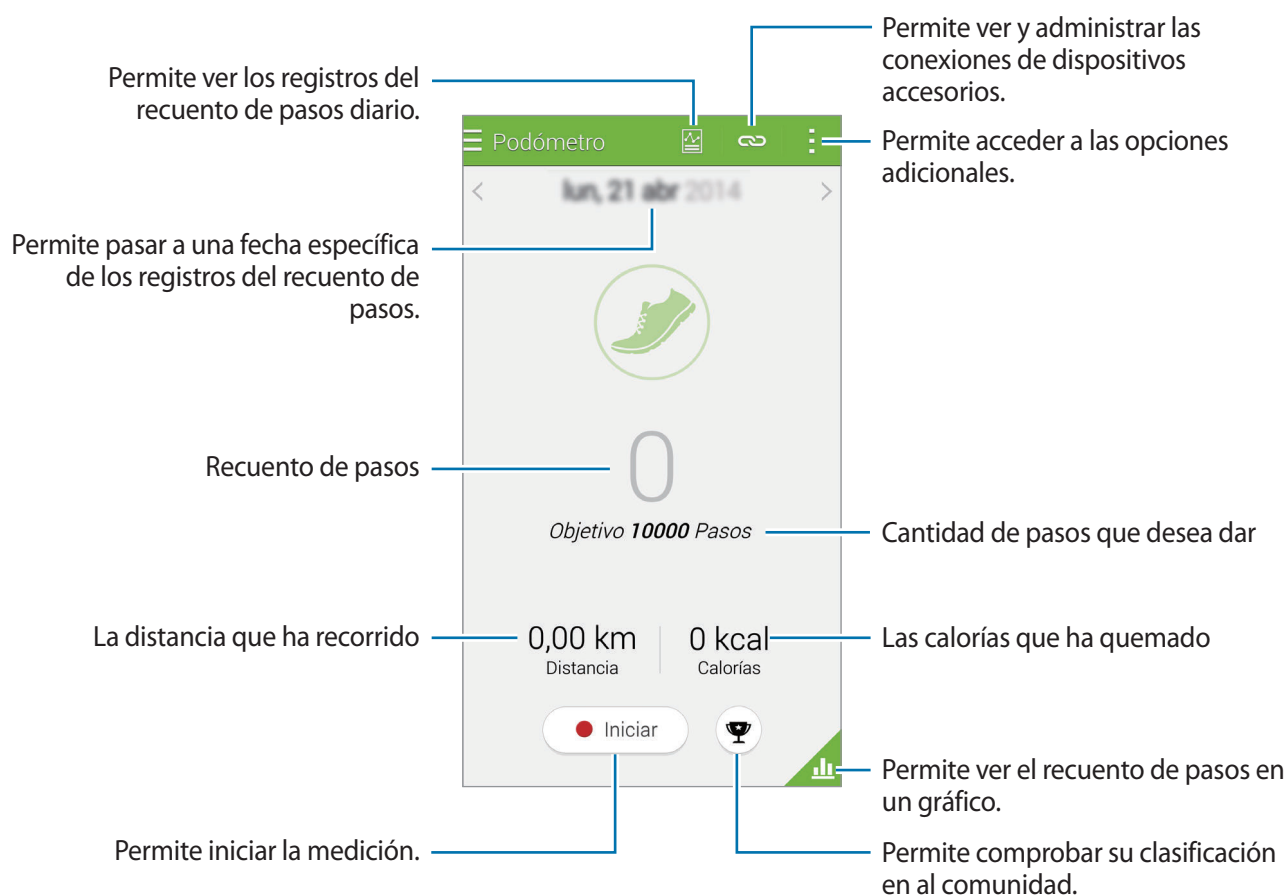 Permite ver y administrar las
conexiones de dispositivos
accesorios.
Permite ver los registros del
recuento de pasos diario.
Podómetro
Permite acceder a las opciones
adicionales.
lun, 21 abr 2014
Permite pasar a una fecha específica
de los registros del recuento de
pasos.
Recuento de pasos
0
Objetivo 10000 Pasos
Cantidad de pasos que desea dar
La distancia que ha recorrido
0,00 km
Distancia
0 kcal
Calorías
Las calorías que ha quemado
Iniciar
Permite ver el recuento de pasos en
un gráfico.
Permite iniciar la medición.
Permite comprobar su clasificación
en al comunidad.